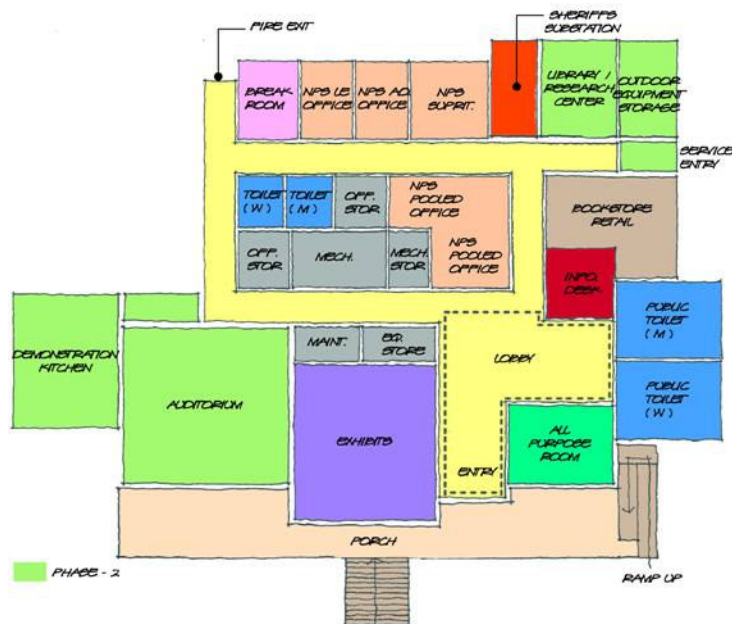 FIRE EXIT
SHERIFFS
SUBSTATION
BREAK
ROOM
NPS LE
OFFICE
NPS AD.
OFFICE
NPS
SUPRIT.
LIBRARY /
RESEARCH
CENTER
OUTDOOR
EQUIPMENT
STORAGE
SERVICE
ENTRY
TOILET
(W)
TOILET
(M)
OFF.
STOR.
NPS
POOLED
OFFICE
BOOKSTORE
RETAIL
OFF.
STOR.
MECH.
MECH.
STOR.
NPS
POOLED
OFFICE
INFO.
DESK
PUBLIC
TOILET
(M)
DEMONSTRATION
KITCHEN
MAINT.
EQ.
STORE
LOBBY
AUDITORIUM
PUBLIC
TOILET
(W)
EXHIBITS
ALL
PURPOSE
ROOM
ENTRY
PORCH
PHASE - 2
RAMP UP